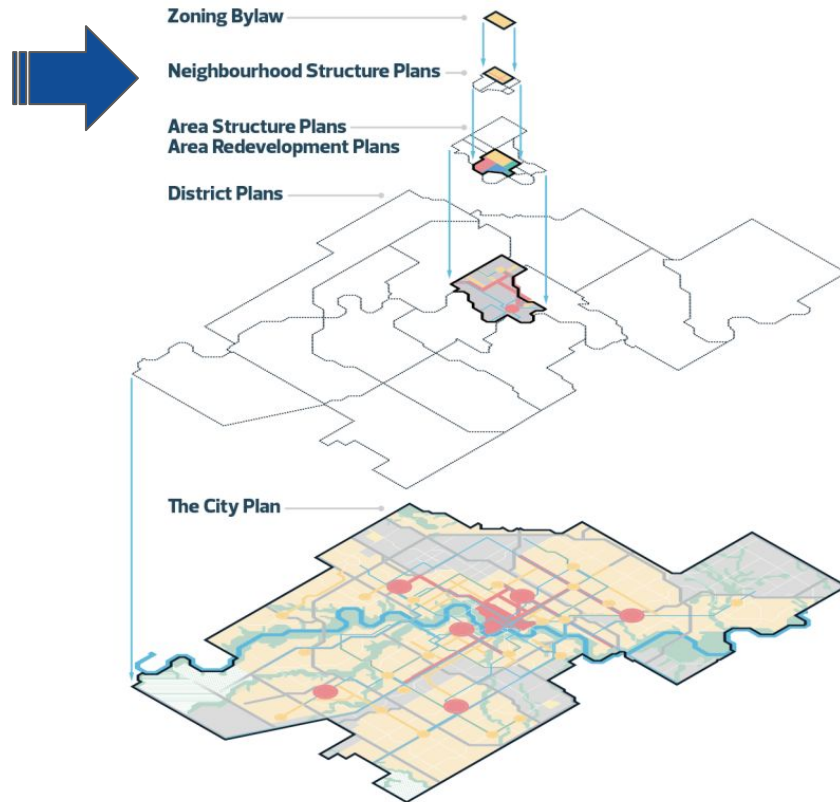 Zoning Bylaw
Neighbourhood Structure Plans
Area Structure Plans
Area Redevelopment Plans
District Plans
The City Plan